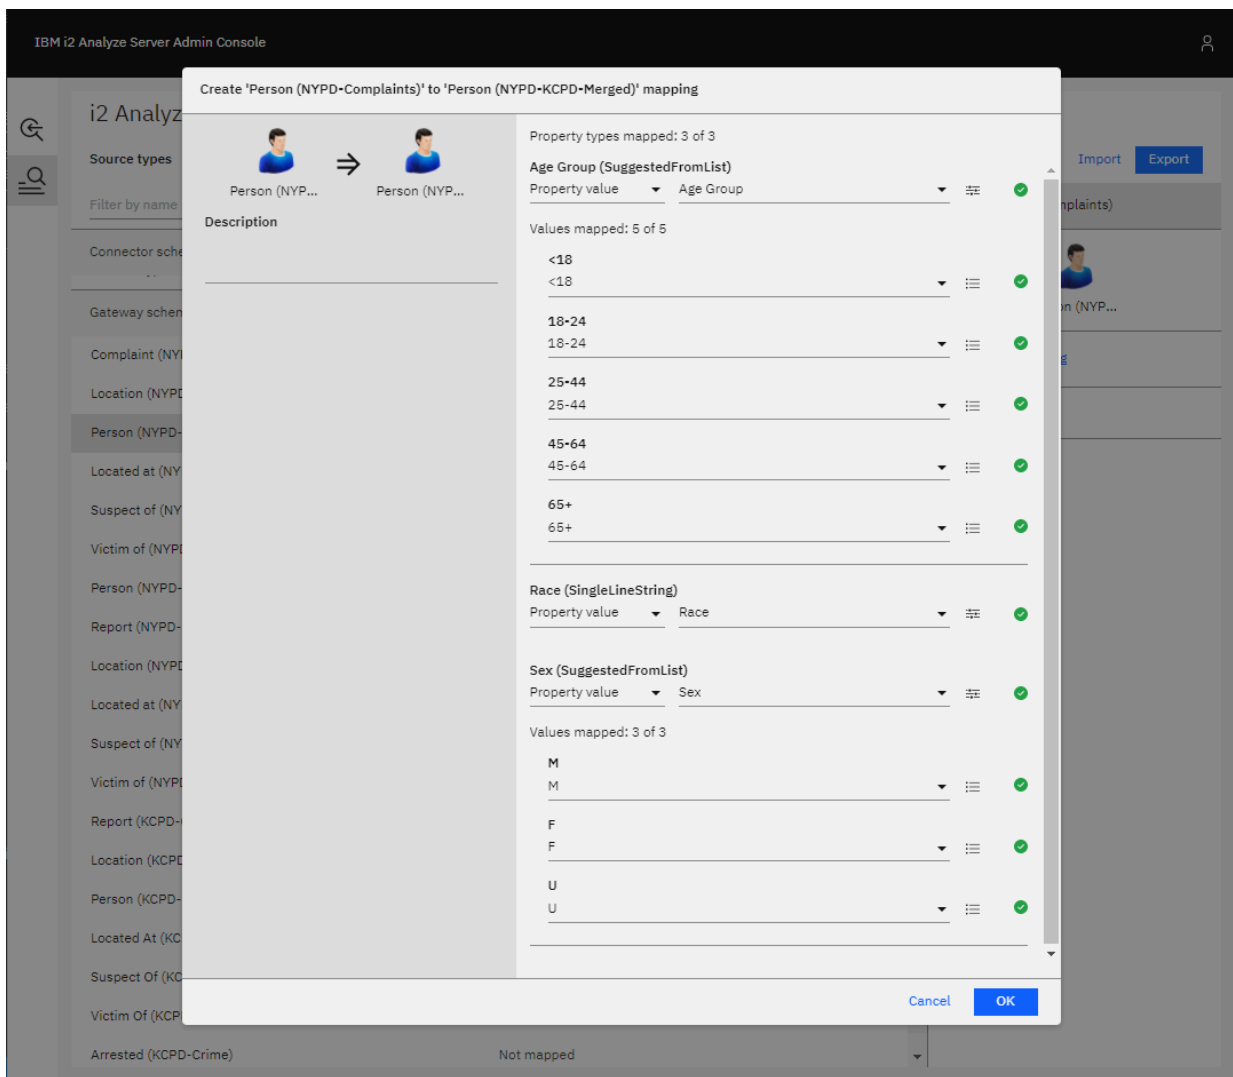 IBM i2 Analyze Server Admin Console
Create 'Person (NYPD-Complaints)' to 'Person (NYPD-KCPD-Merged)' mapping
i2 Analyz
Source types
Filter by name
Connector sche
Gateway schen
Complaint (NYI
Location (NYPD
Person (NYPD-
Located at (NY
Suspect of (NY
Victim of (NYPI
Person (NYPD-
Report (NYPD-
Location (NYPD
Located at (NY
Suspect of (NY
Victim of (NYPI
Report (KCPD-
Location (KCPD
Person (KCPD-
Located At (KC
Suspect Of (KC
Victim Of (KCP
Arrested (KCPD-Crime)
Not mapped
Person (NYP...
Person (NYP...
Description
Property types mapped: 3 of 3
Age Group (SuggestedFromList)
Property value Age Group
Values mapped: 5 of 5
<18
<18
18-24
18-24
25-44
25-44
45-64
45-64
65+
65+
Race (SingleLineString)
Property value Race
Sex (SuggestedFromList)
Property value Sex
Values mapped: 3 of 3
M
M
F
F
U
U
Cancel OK
Import Export
nplaints)
on (NYP...
g